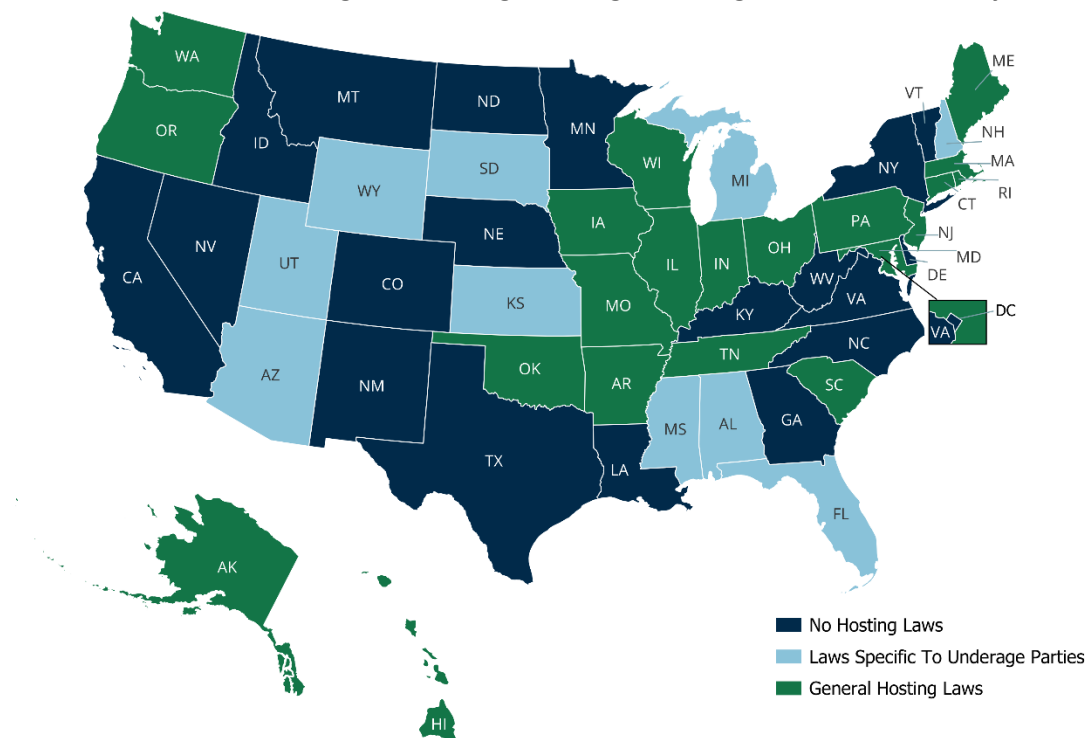 WA
OR
ID
MT
ND
MN
WI
MI
VT
ME
NH
NY
MA
RI
CT
WY
SD
IA
PA
NJ
MD
DE
NV
CA
UT
CO
NE
KS
MO
IL
IN
OH
WV
VA
KY
DC
VA
AZ
NM
OK
AR
TN
NC
SC
TX
LA
MS
AL
GA
FL
AK
HI
No Hosting Laws
Laws Specific To Underage Parties
General Hosting Laws